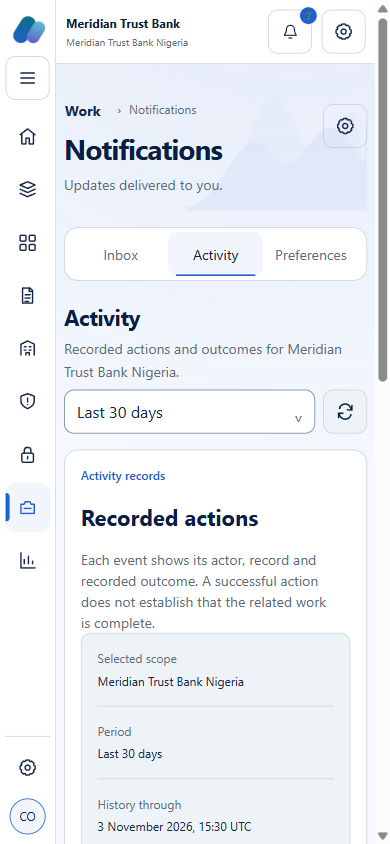 Meridian Trust Bank
Meridian Trust Bank Nigeria
Work › Notifications
Notifications
Updates delivered to you.
Inbox Activity Preferences
Activity
Recorded actions and outcomes for Meridian
Trust Bank Nigeria.
Last 30 days
Activity records
Recorded actions
Each event shows its actor, record and
recorded outcome. A successful action
does not establish that the related work
is complete.
Selected scope
Meridian Trust Bank Nigeria
Period
Last 30 days
History through
3 November 2026, 15:30 UTC
CO